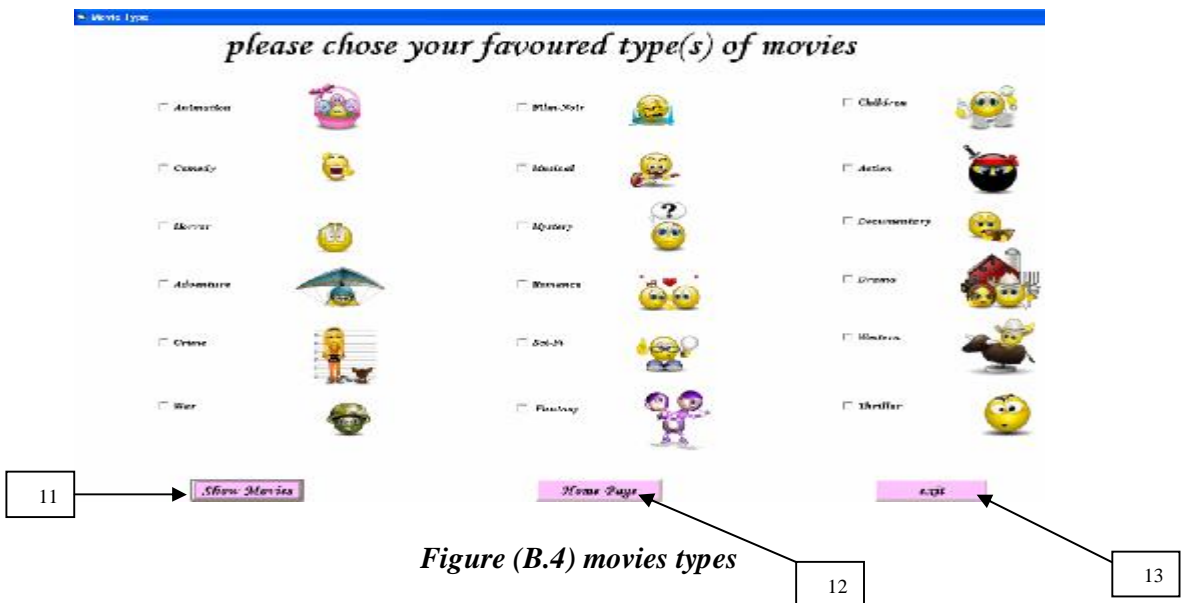 Movie Type
please chose your favoured type(s) of movies
Animation Film-Noir Children
Comedy Musical Action
Horror Mystery Documentary
Adventure Romance Drama
Crime Sci-Fi Western
War Fantasy Thriller
11 Show Movies Home Page exit
Figure (B.4) movies types
12 13